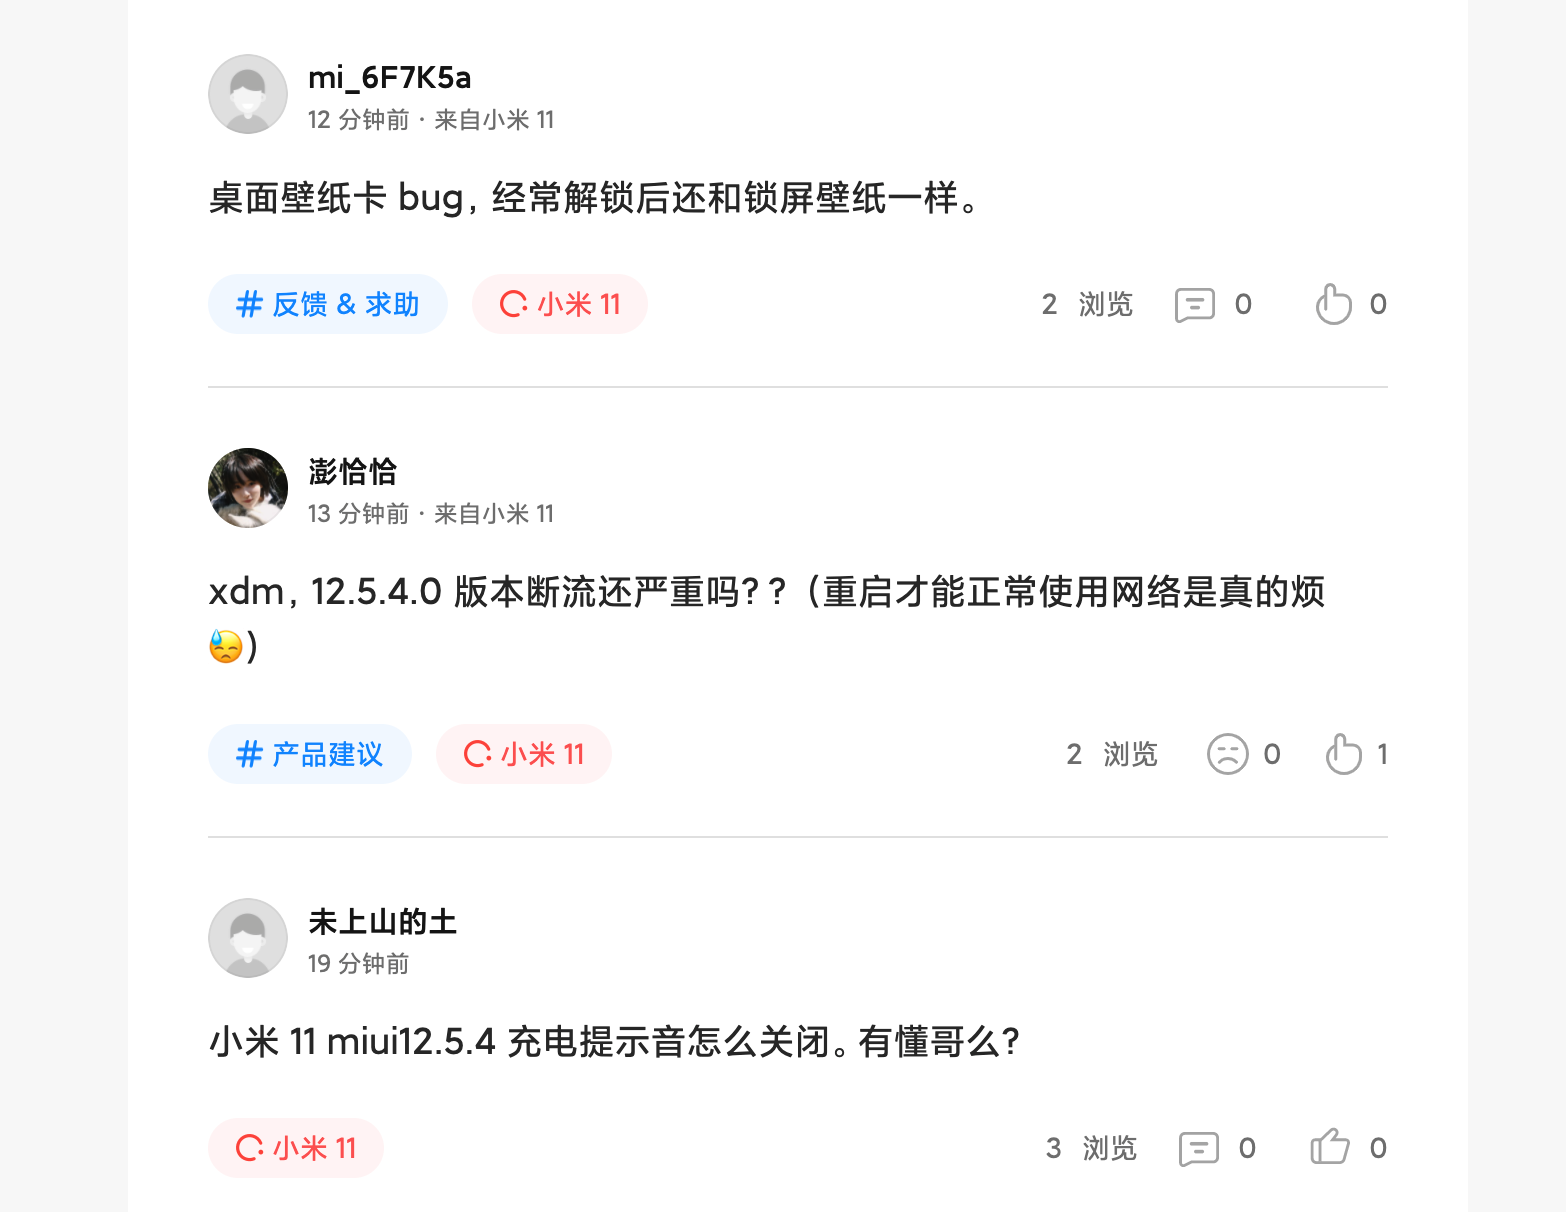 mi_6F7K5a
12 分钟前 · 来自小米 11
桌面壁纸卡 bug，经常解锁后还和锁屏壁纸一样。
# 反馈 & 求助 小米 11 2 浏览 0 0
澎恰恰
13 分钟前 · 来自小米 11
xdm，12.5.4.0 版本断流还严重吗？？（重启才能正常使用网络是真的烦
😓）
# 产品建议 小米 11 2 浏览 0 1
未上山的土
19 分钟前
小米 11 miui12.5.4 充电提示音怎么关闭。有懂哥么？
小米 11 3 浏览 0 0